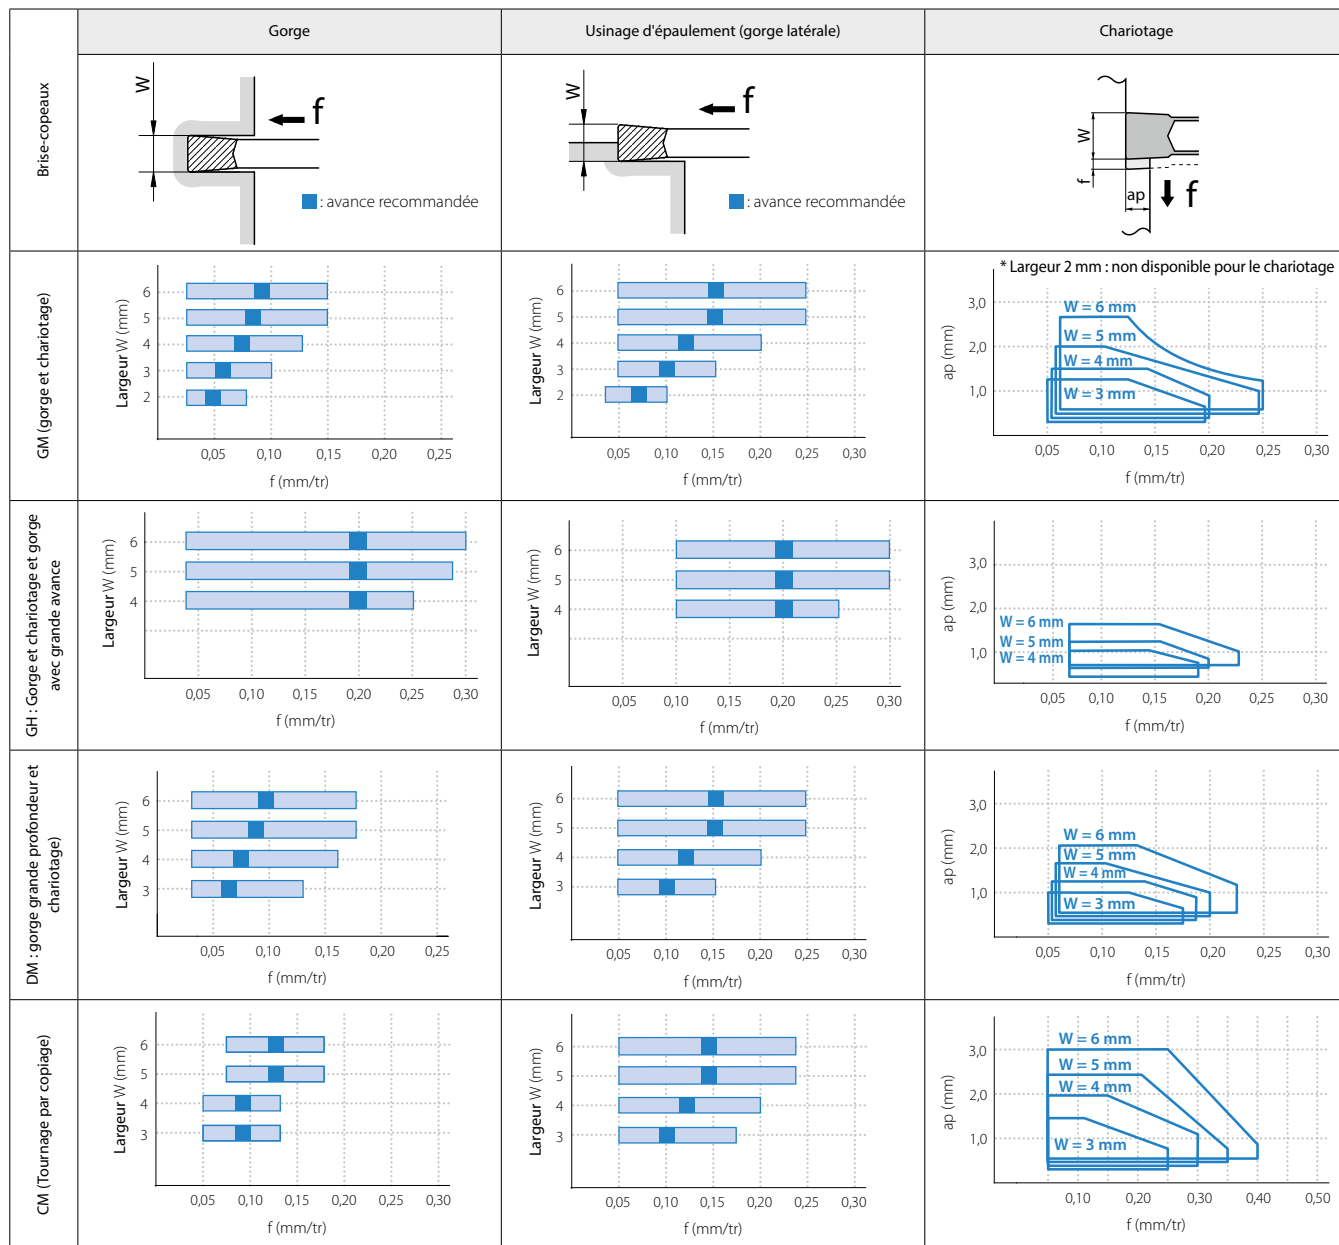 Brise-copeaux
Gorge
Usinage d'épaulement (gorge latérale)
Chariotage
W
f
: avance recommandée
W
f
: avance recommandée
W
f
ap
f
GM (gorge et chariotage)
Largeur W (mm)
6
5
4
3
2
0,05 0,10 0,15 0,20 0,25
f (mm/tr)
Largeur W (mm)
6
5
4
3
2
0,05 0,10 0,15 0,20 0,25 0,30
f (mm/tr)
* Largeur 2 mm : non disponible pour le chariotage
ap (mm)
3,0
2,0
1,0
W = 6 mm
W = 5 mm
W = 4 mm
W = 3 mm
0,05 0,10 0,15 0,20 0,25 0,30
f (mm/tr)
GH : Gorge et chariotage et gorge
avec grande avance
Largeur W (mm)
6
5
4
0,05 0,10 0,15 0,20 0,25 0,30
f (mm/tr)
Largeur W (mm)
6
5
4
0,05 0,10 0,15 0,20 0,25 0,30
f (mm/tr)
ap (mm)
3,0
2,0
1,0
W = 6 mm
W = 5 mm
W = 4 mm
0,05 0,10 0,15 0,20 0,25 0,30
f (mm/tr)
DM : gorge grande profondeur et
chariotage)
Largeur W (mm)
6
5
4
3
0,05 0,10 0,15 0,20 0,25
f (mm/tr)
Largeur W (mm)
6
5
4
3
0,05 0,10 0,15 0,20 0,25 0,30
f (mm/tr)
ap (mm)
3,0
2,0
1,0
W = 6 mm
W = 5 mm
W = 4 mm
W = 3 mm
0,05 0,10 0,15 0,20 0,25 0,30
f (mm/tr)
CM (Tournage par copiage)
Largeur W (mm)
6
5
4
3
0,05 0,10 0,15 0,20 0,25 0,30
f (mm/tr)
Largeur W (mm)
6
5
4
3
0,05 0,10 0,15 0,20 0,25 0,30
f (mm/tr)
ap (mm)
3,0
2,0
1,0
W = 6 mm
W = 5 mm
W = 4 mm
W = 3 mm
0,10 0,20 0,30 0,40 0,50
f (mm/tr)